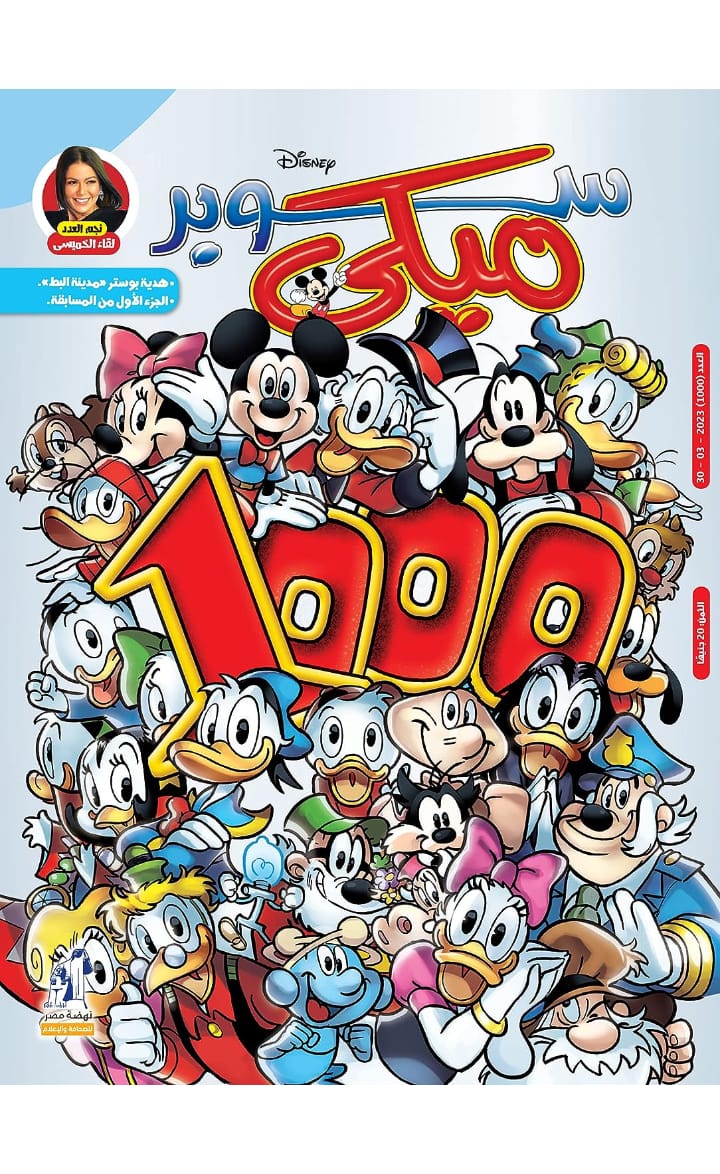 Disney
سوبر
ميكي
نجم العدد
لقاء الخميسي
• هدية بوستر «مدينة البط».
• الجزء الأول من المسابقة.
العدد (1000) 2023 - 03 - 30
الثمن: 20 جنيهًا
1000
نهضة مصر
للصحافة والإعلام